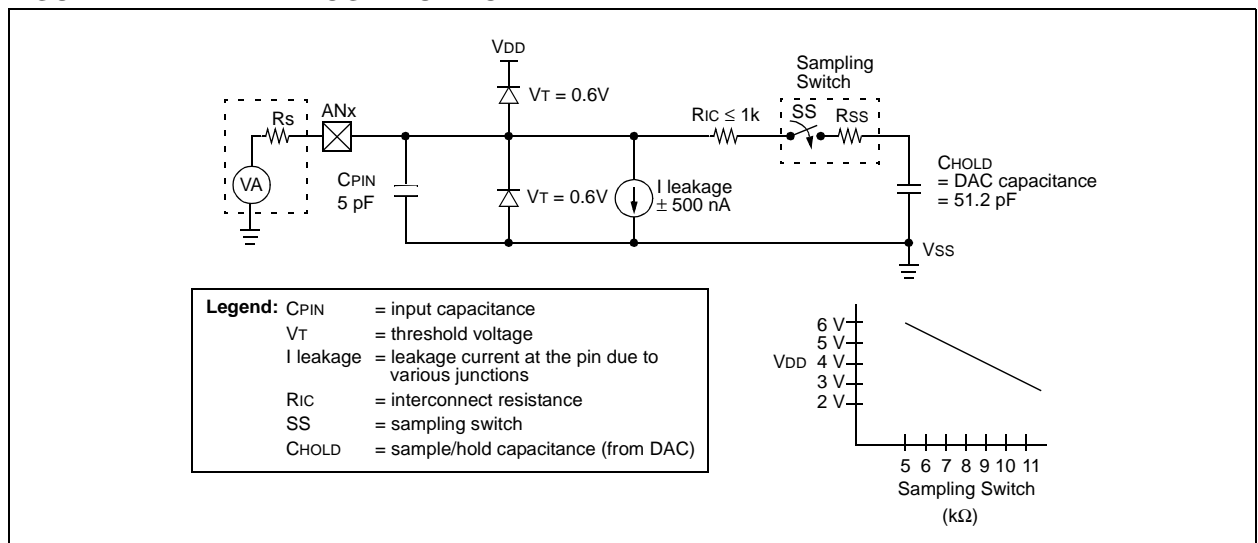 VDD
Sampling
Switch
VT = 0.6V
RS
ANx
RIC ≤ 1k
SS
RSS
VA
CPIN
5 pF
VT = 0.6V
I leakage
± 500 nA
CHOLD
= DAC capacitance
= 51.2 pF
VSS
Legend: CPIN = input capacitance
VT = threshold voltage
I leakage = leakage current at the pin due to
various junctions
RIC = interconnect resistance
SS = sampling switch
CHOLD = sample/hold capacitance (from DAC)
6 V
5 V
VDD 4 V
3 V
2 V
5 6 7 8 9 10 11
Sampling Switch
(kΩ)